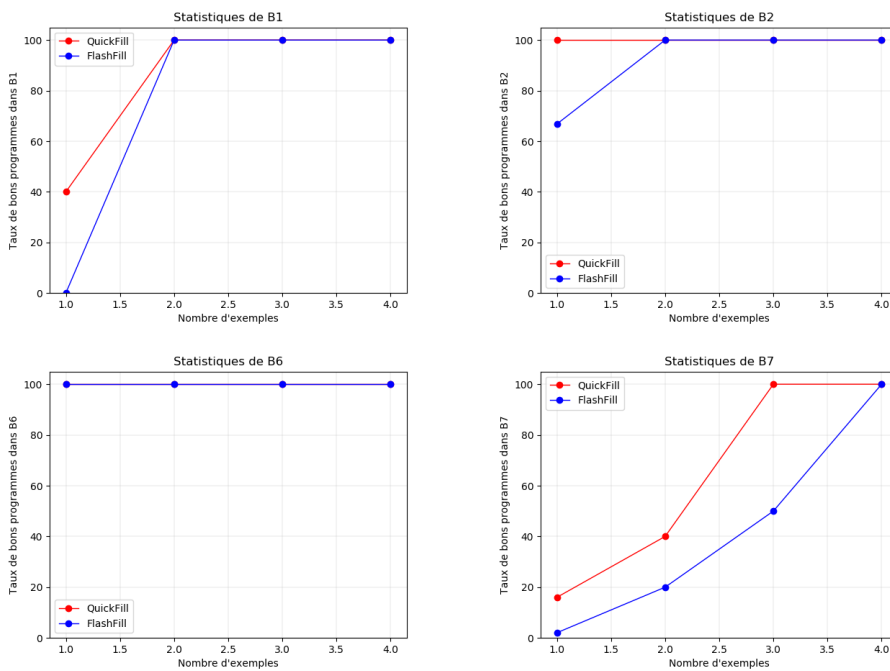 Statistiques de B1
Taux de bons programmes dans B1
100
80
60
40
20
0
QuickFill
FlashFill
1.0 1.5 2.0 2.5 3.0 3.5 4.0
Nombre d'exemples
Statistiques de B2
Taux de bons programmes dans B2
100
80
60
40
20
0
QuickFill
FlashFill
1.0 1.5 2.0 2.5 3.0 3.5 4.0
Nombre d'exemples
Statistiques de B6
Taux de bons programmes dans B6
100
80
60
40
20
0
QuickFill
FlashFill
1.0 1.5 2.0 2.5 3.0 3.5 4.0
Nombre d'exemples
Statistiques de B7
Taux de bons programmes dans B7
100
80
60
40
20
0
QuickFill
FlashFill
1.0 1.5 2.0 2.5 3.0 3.5 4.0
Nombre d'exemples